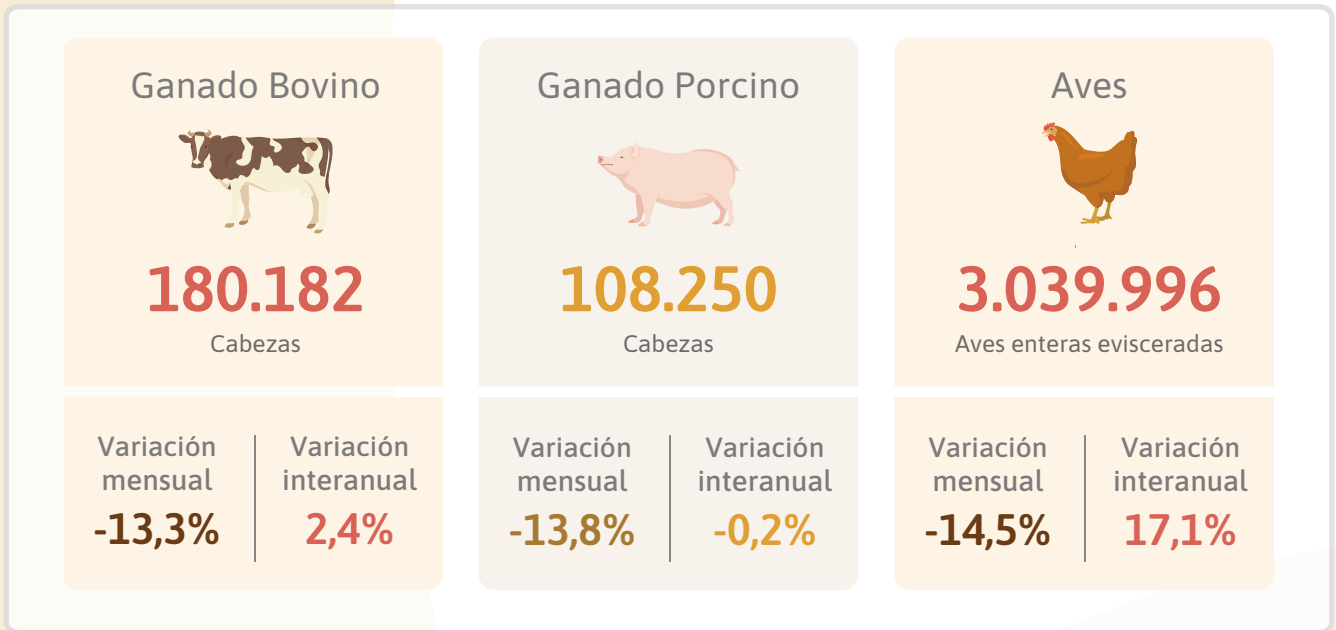 Ganado Bovino
180.182
Cabezas
Variación
mensual
-13,3%
Variación
interanual
2,4%
Ganado Porcino
108.250
Cabezas
Variación
mensual
-13,8%
Variación
interanual
-0,2%
Aves
3.039.996
Aves enteras evisceradas
Variación
mensual
-14,5%
Variación
interanual
17,1%